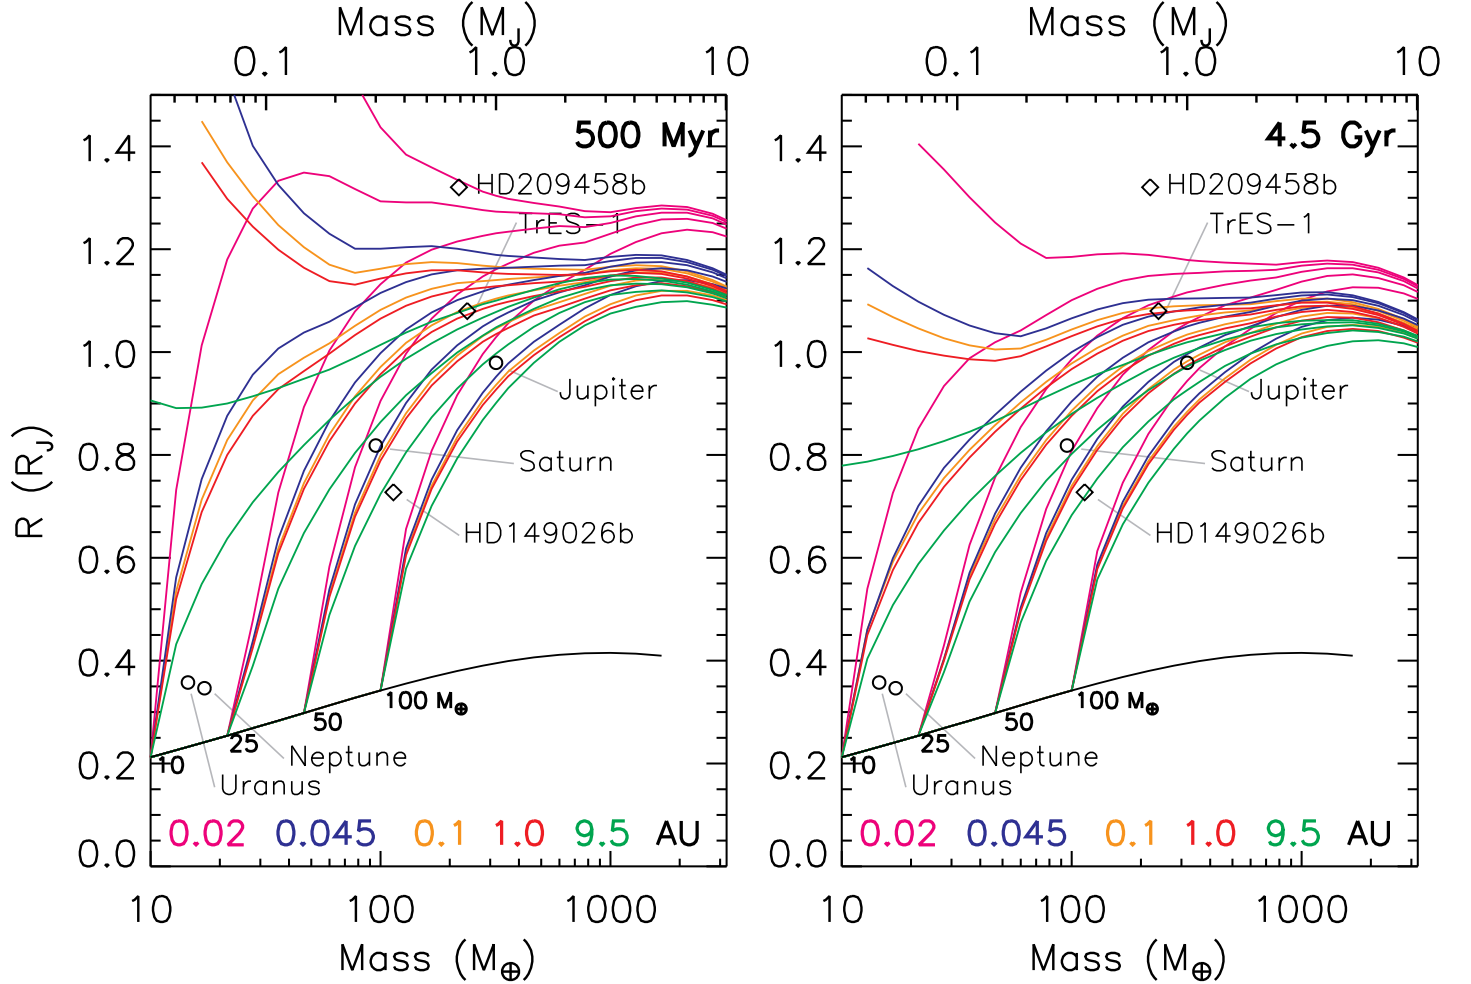 Mass (M_J)
0.1 1.0 10
500 Myr
1.4
HD209458b
TrES-1
1.2
1.0
Jupiter
0.8
Saturn
HD149026b
0.6
R (R_J)
0.4
100 M⊕
50
25
10
Neptune
0.2
Uranus
0.02 0.045 0.1 1.0 9.5 AU
0.0
10 100 1000
Mass (M⊕)
Mass (M_J)
0.1 1.0 10
4.5 Gyr
1.4
HD209458b
TrES-1
1.2
1.0
Jupiter
0.8
Saturn
HD149026b
0.6
0.4
100 M⊕
50
25
10
Neptune
0.2
Uranus
0.02 0.045 0.1 1.0 9.5 AU
0.0
10 100 1000
Mass (M⊕)